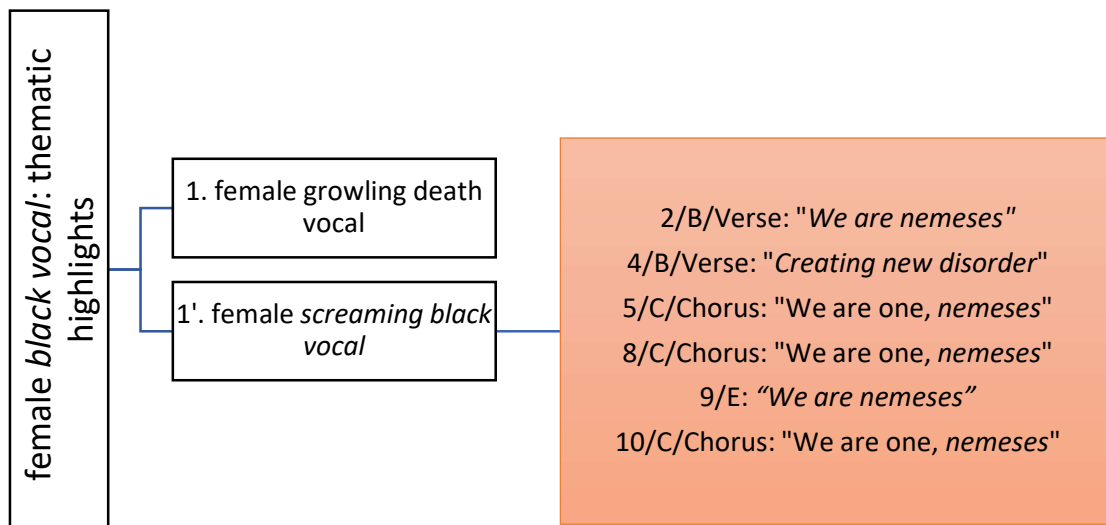 female black vocal: thematic
highlights
1. female growling death
vocal
1'. female screaming black
vocal
2/B/Verse: "We are nemeses"
4/B/Verse: "Creating new disorder"
5/C/Chorus: "We are one, nemeses"
8/C/Chorus: "We are one, nemeses"
9/E: “We are nemeses”
10/C/Chorus: "We are one, nemeses"